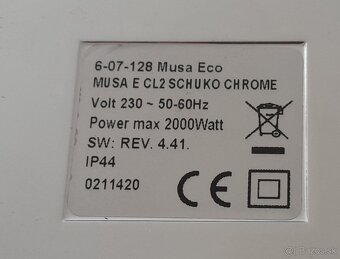 6-07-128 Musa Eco
MUSA E CL2 SCHUKO CHROME
Volt 230 ~ 50-60Hz
Power max 2000Watt
SW: REV. 4.41.
IP44
0211420
CE